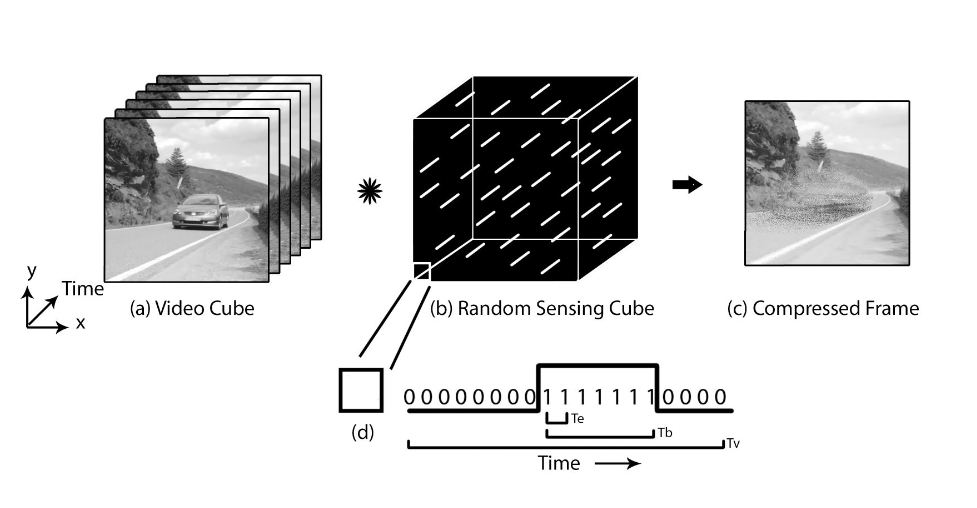 y
Time
x
(a) Video Cube
(b) Random Sensing Cube
(c) Compressed Frame
0 0 0 0 0 0 0 0 1 1 1 1 1 1 1 0 0 0 0
(d)
Te
Tb
Tv
Time